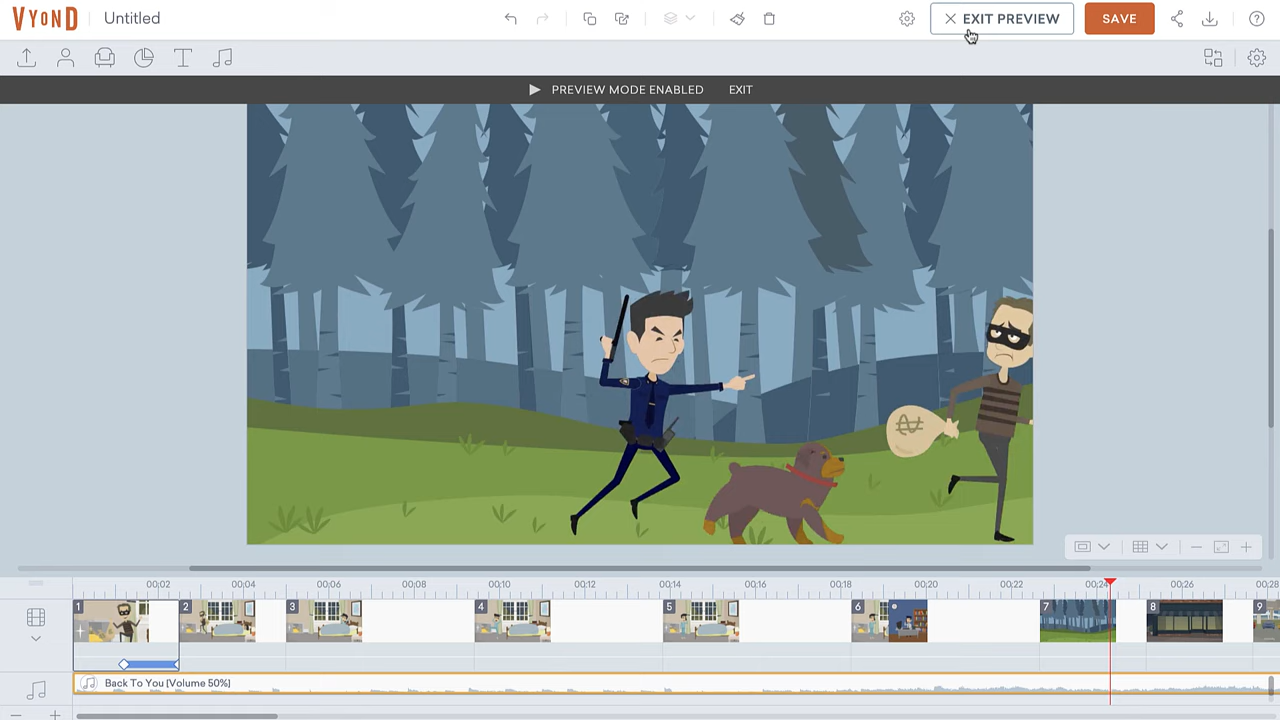 VYOND Untitled EXIT PREVIEW SAVE
PREVIEW MODE ENABLED EXIT
00:02 00:04 00:06 00:08 00:10 00:12 00:14 00:16 00:18 00:20 00:22 00:24 00:26 00:28
1 2 3 4 5 6 7 8 9
Back To You [Volume 50%]